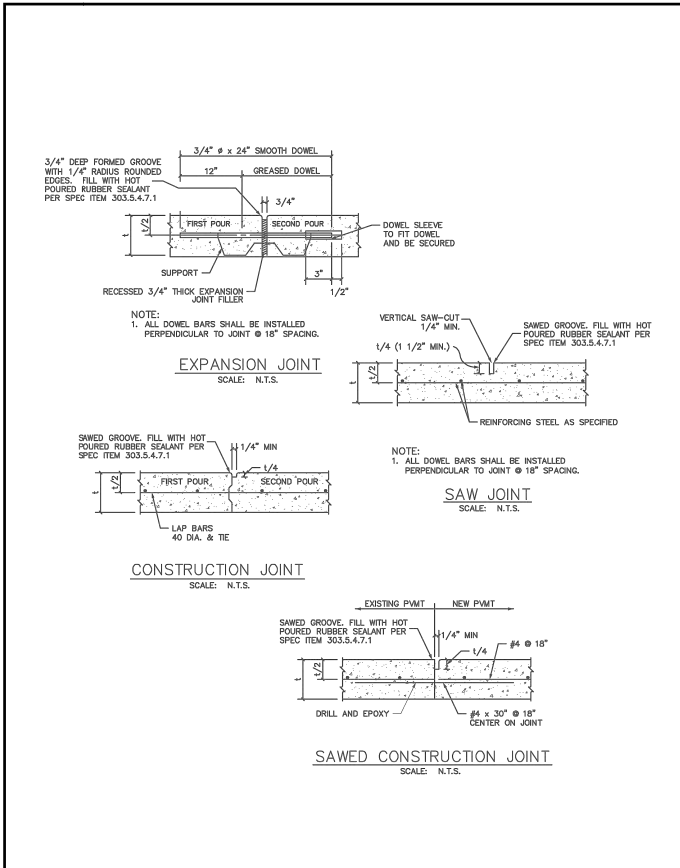 3/4" ϕ x 24" SMOOTH DOWEL
12"
GREASED DOWEL
3/4" DEEP FORMED GROOVE
WITH 1/4" RADIUS ROUNDED
EDGES. FILL WITH HOT
POURED RUBBER SEALANT
PER SPEC ITEM 303.5.4.7.1
3/4"
t
t/2
FIRST POUR
SECOND POUR
DOWEL SLEEVE
TO FIT DOWEL
AND BE SECURED
SUPPORT
3"
1/2"
RECESSED 3/4" THICK EXPANSION
JOINT FILLER
NOTE:
1. ALL DOWEL BARS SHALL BE INSTALLED
PERPENDICULAR TO JOINT @ 18" SPACING.
EXPANSION JOINT
SCALE: N.T.S.
VERTICAL SAW-CUT
1/4" MIN.
SAWED GROOVE. FILL WITH HOT
POURED RUBBER SEALANT PER
SPEC ITEM 303.5.4.7.1
t/4 (1 1/2" MIN.)
t
t/2
REINFORCING STEEL AS SPECIFIED
NOTE:
1. ALL DOWEL BARS SHALL BE INSTALLED
PERPENDICULAR TO JOINT @ 18" SPACING.
SAW JOINT
SCALE: N.T.S.
SAWED GROOVE. FILL WITH HOT
POURED RUBBER SEALANT PER
SPEC ITEM 303.5.4.7.1
1/4" MIN
t/4
t
t/2
FIRST POUR
SECOND POUR
LAP BARS
40 DIA. & TIE
CONSTRUCTION JOINT
SCALE: N.T.S.
EXISTING PVMT
NEW PVMT
SAWED GROOVE. FILL WITH HOT
POURED RUBBER SEALANT PER
SPEC ITEM 303.5.4.7.1
1/4" MIN
t/4
#4 @ 18"
t
t/2
DRILL AND EPOXY
#4 x 30" @ 18"
CENTER ON JOINT
SAWED CONSTRUCTION JOINT
SCALE: N.T.S.